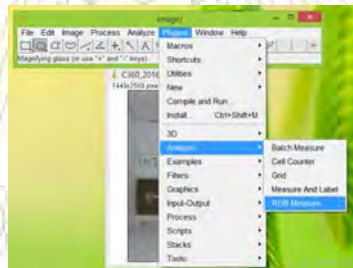 ImageJ
File Edit Image Process Analyze Plugins Window Help
Magnifying glass (or use "+" and "-" keys)
Macros
Shortcuts
Utilities
New
Compile and Run...
Install... Ctrl+Shift+M
C360_2016
1440x2560 pixe
3D
Analyze
Examples
Filters
Graphics
Input-Output
Process
Scripts
Stacks
Tools
Batch Measure
Cell Counter
Grid
Measure And Label
RGB Measure